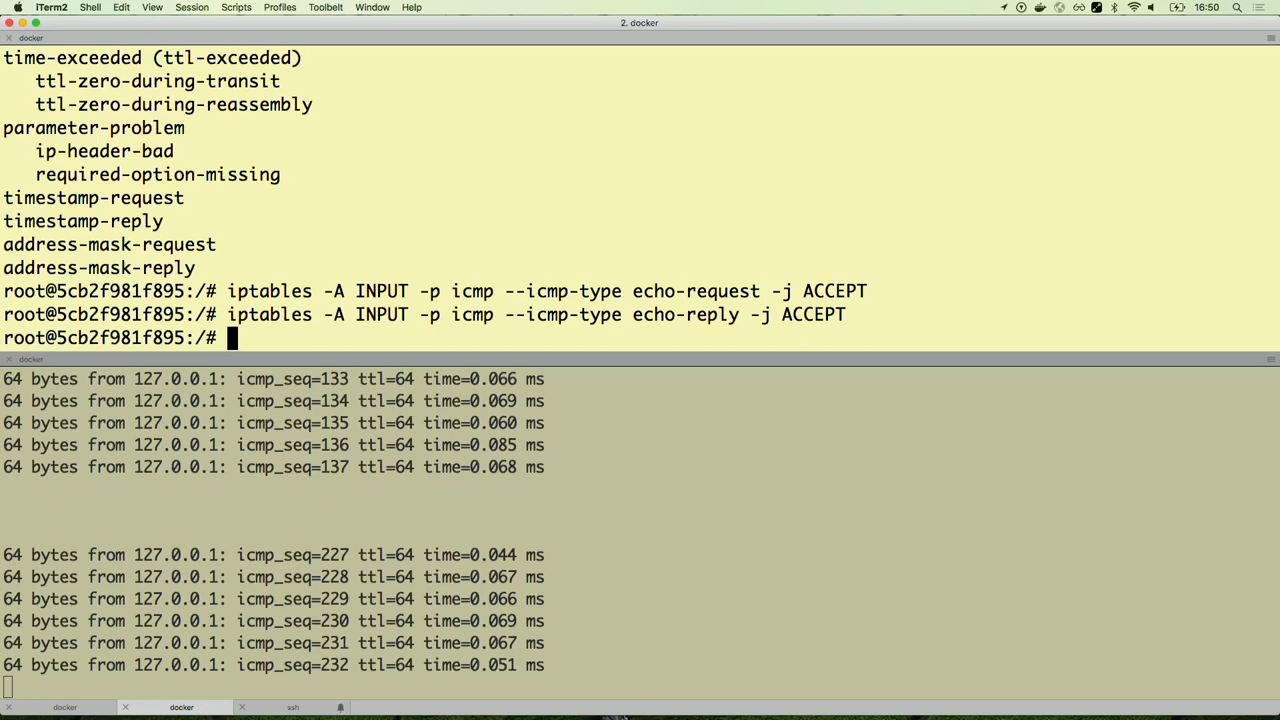 iTerm2 Shell Edit View Session Scripts Profiles Toolbelt Window Help 16:50
2. docker
docker
time-exceeded (ttl-exceeded)
   ttl-zero-during-transit
   ttl-zero-during-reassembly
parameter-problem
   ip-header-bad
   required-option-missing
timestamp-request
timestamp-reply
address-mask-request
address-mask-reply
root@5cb2f981f895:/# iptables -A INPUT -p icmp --icmp-type echo-request -j ACCEPT
root@5cb2f981f895:/# iptables -A INPUT -p icmp --icmp-type echo-reply -j ACCEPT
root@5cb2f981f895:/#
docker
64 bytes from 127.0.0.1: icmp_seq=133 ttl=64 time=0.066 ms
64 bytes from 127.0.0.1: icmp_seq=134 ttl=64 time=0.069 ms
64 bytes from 127.0.0.1: icmp_seq=135 ttl=64 time=0.060 ms
64 bytes from 127.0.0.1: icmp_seq=136 ttl=64 time=0.085 ms
64 bytes from 127.0.0.1: icmp_seq=137 ttl=64 time=0.068 ms
64 bytes from 127.0.0.1: icmp_seq=227 ttl=64 time=0.044 ms
64 bytes from 127.0.0.1: icmp_seq=228 ttl=64 time=0.067 ms
64 bytes from 127.0.0.1: icmp_seq=229 ttl=64 time=0.066 ms
64 bytes from 127.0.0.1: icmp_seq=230 ttl=64 time=0.069 ms
64 bytes from 127.0.0.1: icmp_seq=231 ttl=64 time=0.067 ms
64 bytes from 127.0.0.1: icmp_seq=232 ttl=64 time=0.051 ms
docker docker ssh